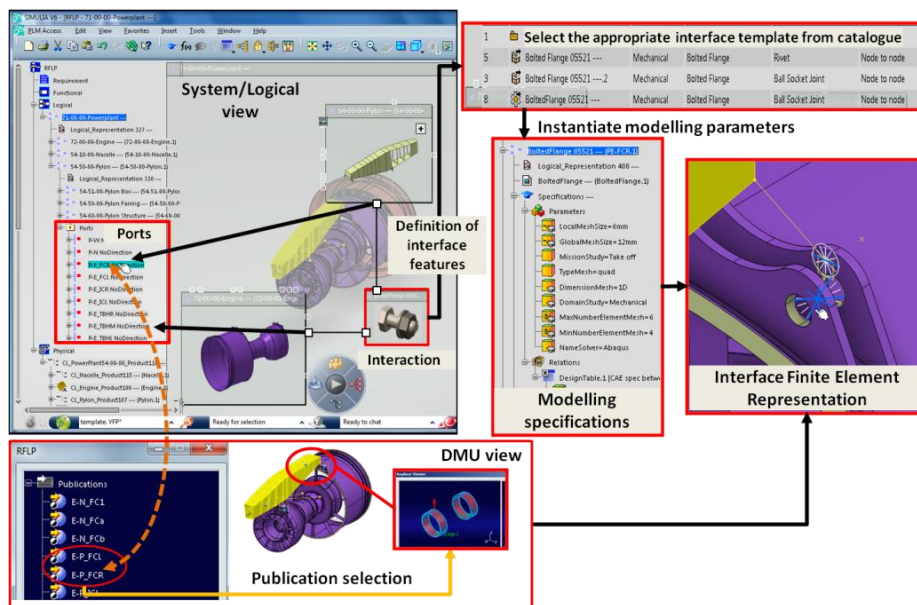 SIMULIA V6 - [RFLP - 71-00-00-Powerplant ---]
PLM Access Edit View Favorites Insert Tools Window Help
71-00-00-Powerplant ---
System/Logical
view
RFLP
Requirement
Functional
Logical
71-00-00-Powerplant ---
Logical_Representation 327 ---
72-00-00-Engine ---
54-10-00-Nacelle --- (54-10-00-Nacelle.1)
54-50-00-Pylon --- (54-50-00-Pylon.1)
Logical_Representation 330 ---
54-51-00-Pylon Box ---
54-50-00-Pylon Fairing ---
54-60-00-Pylon Structure ---
Ports
Ports
P-N NoDirection
P-E_FCR NoDirection
P-E_FCL NoDirection
P-E_ICR NoDirection
P-E_ICL NoDirection
P-E_TBHR NoDirection
P-E_TBHM NoDirection
P-E_TBHL NoDirection
Physical
CL_Nacelle_Product115 --- (Nacelle.1)
CL_Engine_Product100 --- (Engine.1)
CL_Pylon_Product107 --- (Pylon.1)
54-50-00-Pylon
72-00-00-Engine ---
Definition of
interface
features
Interaction
template: YFP*
Ready for selection
Ready to chat
1 Select the appropriate interface template from catalogue
5 Bolted Flange 05521 --- Mechanical Bolted Flange Rivet Node to node
3 Bolted Flange 05521 ---.2 Mechanical Bolted Flange Ball Socket Joint Node to node
8 BoltedFlange 05521 --- Mechanical Bolted Flange Ball Socket Joint Node to node
Instantiate modelling parameters
BoltedFlange 05521 --- (PE-FCR.1)
Logical_Representation 408 ---
BoltedFlange --- (BoltedFlange.1)
Specifications ---
Parameters
LocalMeshSize=6mm
GlobalMeshSize=12mm
MissionStudy=Take off
TypeMesh=quad
DimensionMesh=1D
DomainStudy=Mechanical
MaxNumberElementMesh=6
MinNumberElementMesh=4
NameSolver=Abaqus
Relations
DesignTable.1 [CAE spec betw
Modelling
specifications
Interface Finite Element
Representation
RFLP
DMU view
Publications
E-N_FC1
E-N_FCa
E-N_FCb
E-P_FCL
E-P_FCR
Publication selection